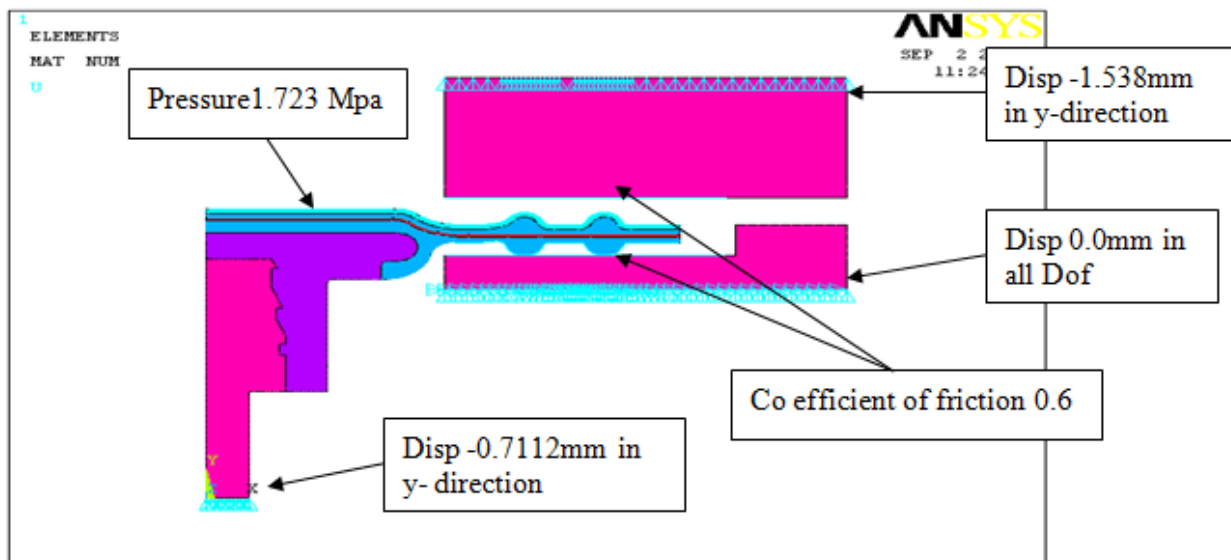 1
ELEMENTS
MAT NUM
U
ANSYS
SEP 2 2
11:24
Pressure1.723 Mpa
Disp -1.538mm
in y-direction
Disp 0.0mm in
all Dof
Co efficient of friction 0.6
Disp -0.7112mm in
y- direction
Y
X